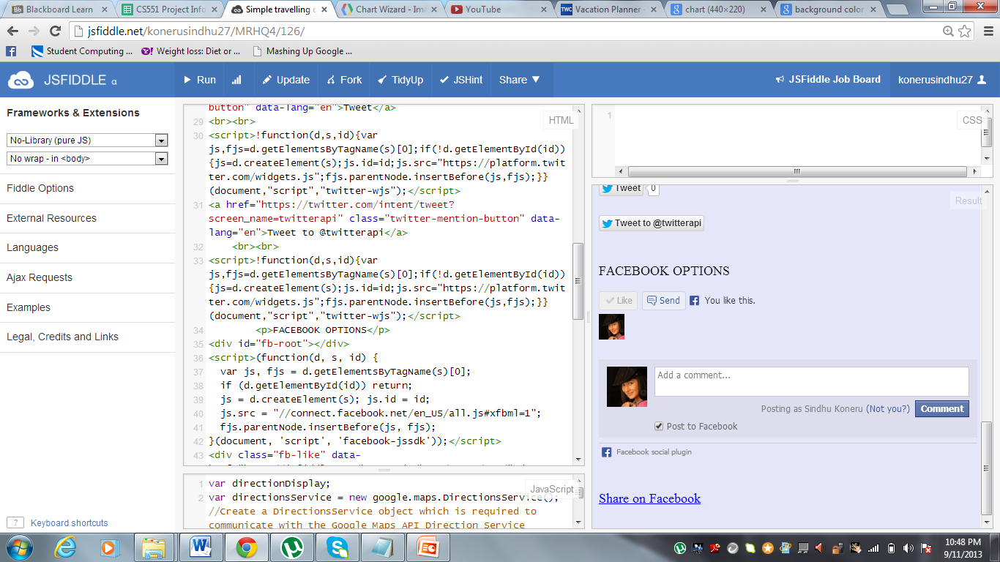 Blackboard Learn
CS551 Project Info
Simple travelling
Chart Wizard - Im
YouTube
Vacation Planner -
chart (440×220)
background color
jsfiddle.net/konerusindhu27/MRHQ4/126/
Student Computing ...
Weight loss: Diet or ...
Mashing Up Google ...
JSFIDDLE α
Run
Update
Fork
TidyUp
JSHint
Share
JSFiddle Job Board
konerusindhu27
Frameworks & Extensions
No-Library (pure JS)
No wrap - in <body>
Fiddle Options
External Resources
Languages
Ajax Requests
Examples
Legal, Credits and Links
? Keyboard shortcuts
HTML
button" data-lang="en">Tweet</a>
29 <br><br>
30 <script>!function(d,s,id){var
js,fjs=d.getElementsByTagName(s)[0];if(!d.getElementById(id))
{js=d.createElement(s);js.id=id;js.src="https://platform.twit
ter.com/widgets.js";fjs.parentNode.insertBefore(js,fjs);}}
(document,"script","twitter-wjs");</script>
31 <a href="https://twitter.com/intent/tweet?
screen_name=twitterapi" class="twitter-mention-button" data-
lang="en">Tweet to @twitterapi</a>
32 <br><br>
33 <script>!function(d,s,id){var
js,fjs=d.getElementsByTagName(s)[0];if(!d.getElementById(id))
{js=d.createElement(s);js.id=id;js.src="https://platform.twit
ter.com/widgets.js";fjs.parentNode.insertBefore(js,fjs);}}
(document,"script","twitter-wjs");</script>
34 <p>FACEBOOK OPTIONS</p>
35 <div id="fb-root"></div>
36 <script>(function(d, s, id) {
37 var js, fjs = d.getElementsByTagName(s)[0];
38 if (d.getElementById(id)) return;
39 js = d.createElement(s); js.id = id;
40 js.src = "//connect.facebook.net/en_US/all.js#xfbml=1";
41 fjs.parentNode.insertBefore(js, fjs);
42 }(document, 'script', 'facebook-jssdk'));</script>
43 <div class="fb-like" data-
JavaScript
1 var directionDisplay;
2 var directionsService = new google.maps.DirectionsService();
//Create a DirectionsService object which is required to
communicate with the Google Maps API Direction Service
CSS
1
Result
Tweet 0
Tweet to @twitterapi
FACEBOOK OPTIONS
Like
Send
You like this.
Add a comment...
Posting as Sindhu Koneru (Not you?)
Comment
Post to Facebook
Facebook social plugin
Share on Facebook
10:48 PM
9/11/2013